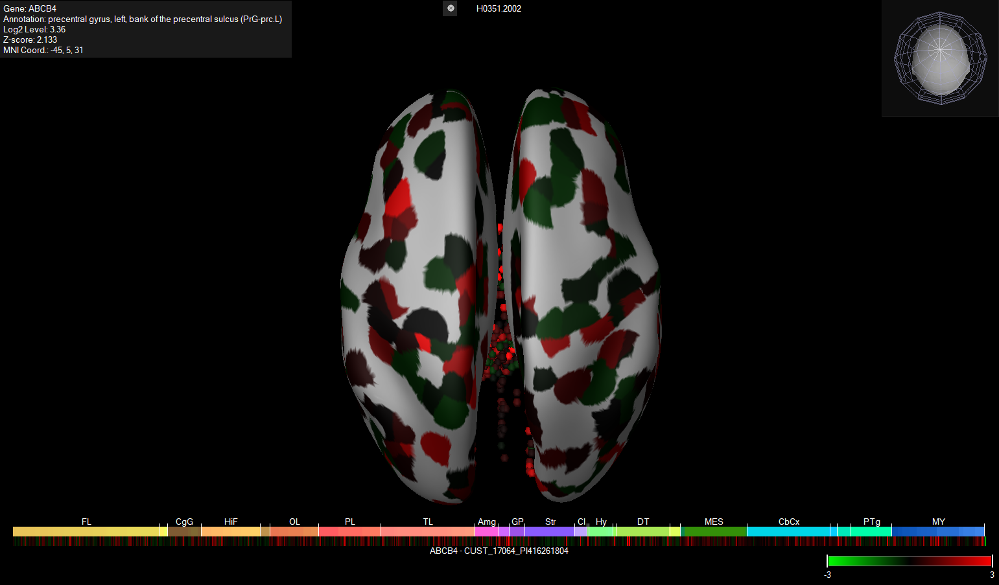 Gene: ABCB4
Annotation: precentral gyrus, left, bank of the precentral sulcus (PrG-prc.L)
Log2 Level: 3.36
Z-score: 2.133
MNI Coord.: -45, 5, 31
H0351.2002
FL CgG HiF OL PL TL Amg GP Str Cl Hy DT MES CbCx PTg MY
ABCB4 - CUST_17064_PI416261804
-3 3